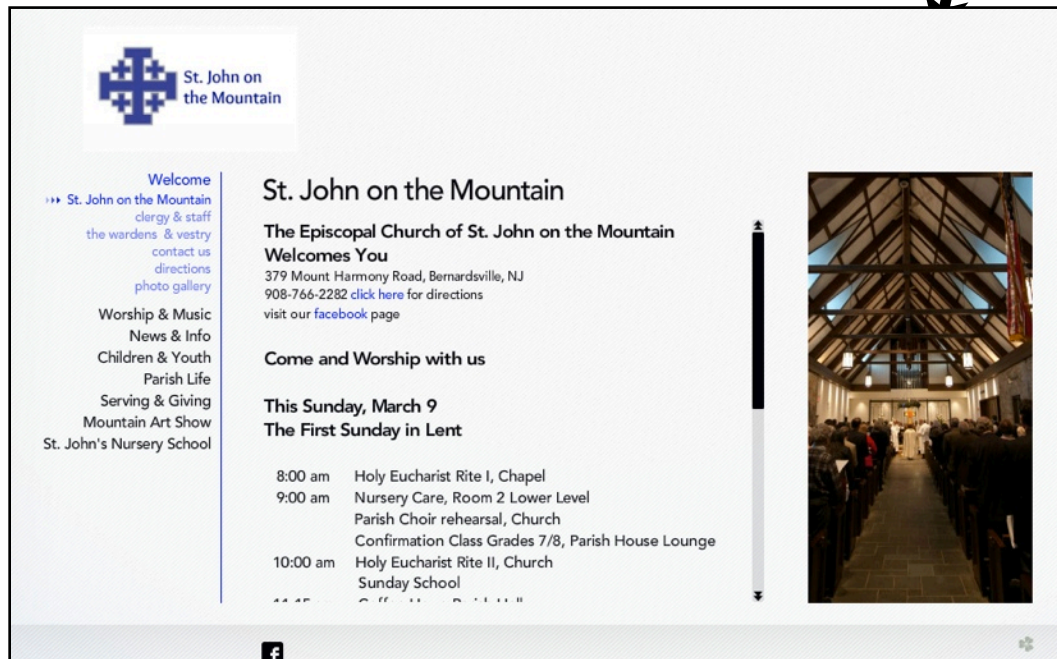 St. John on
the Mountain
Welcome
St. John on the Mountain
clergy & staff
the wardens & vestry
contact us
directions
photo gallery
Worship & Music
News & Info
Children & Youth
Parish Life
Serving & Giving
Mountain Art Show
St. John's Nursery School
St. John on the Mountain
The Episcopal Church of St. John on the Mountain
Welcomes You
379 Mount Harmony Road, Bernardsville, NJ
908-766-2282 click here for directions
visit our facebook page
Come and Worship with us
This Sunday, March 9
The First Sunday in Lent
8:00 am Holy Eucharist Rite I, Chapel
9:00 am Nursery Care, Room 2 Lower Level
Parish Choir rehearsal, Church
Confirmation Class Grades 7/8, Parish House Lounge
10:00 am Holy Eucharist Rite II, Church
Sunday School
f